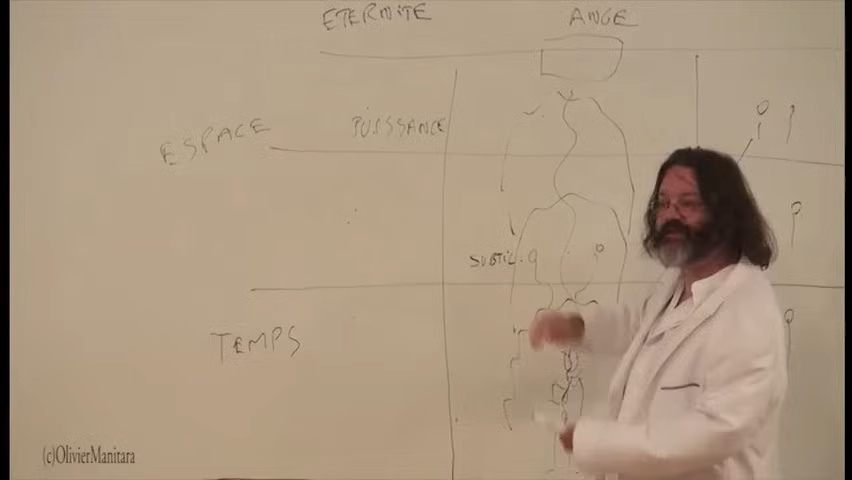 ETERNITE
ANGE
ESPACE
PUISSANCE
SUBTIL
TEMPS
(c)OlivierManitara